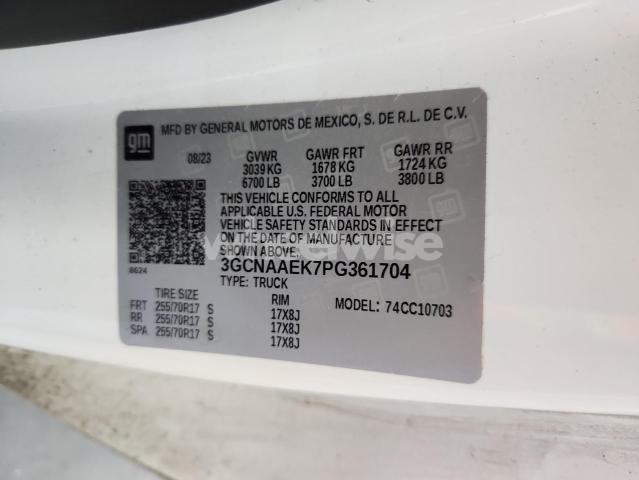 gm
MFD BY GENERAL MOTORS DE MEXICO, S. DE R.L. DE C.V.
08/23 GVWR GAWR FRT GAWR RR
3039 KG 1678 KG 1724 KG
6700 LB 3700 LB 3800 LB
THIS VEHICLE CONFORMS TO ALL
APPLICABLE U.S. FEDERAL MOTOR
VEHICLE SAFETY STANDARDS IN EFFECT
ON THE DATE OF MANUFACTURE
SHOWN ABOVE.
8624
3GCNAAEK7PG361704
TYPE: TRUCK
TIRE SIZE RIM MODEL: 74CC10703
FRT 255/70R17 S 17X8J
RR 255/70R17 S 17X8J
SPA 255/70R17 S 17X8J